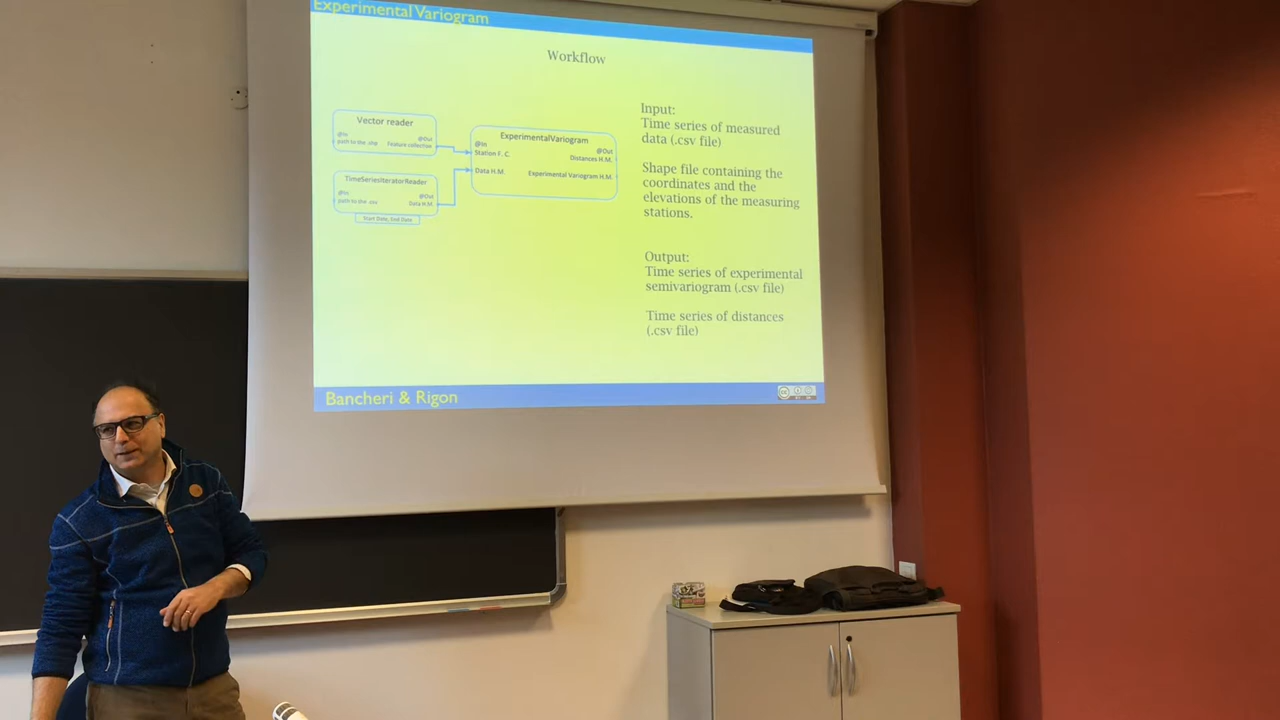 Experimental Variogram
Workflow
Vector reader
@In
@Out
path to the .shp
Feature collection
TimeSeriesIteratorReader
@In
@Out
path to the .csv
Data H.M.
Start Date, End Date
ExperimentalVariogram
@In
@Out
Station F. C.
Distances H.M.
Data H.M.
Experimental Variogram H.M.
Input:
Time series of measured
data (.csv file)
Shape file containing the
coordinates and the
elevations of the measuring
stations.
Output:
Time series of experimental
semivariogram (.csv file)
Time series of distances
(.csv file)
Bancheri & Rigon